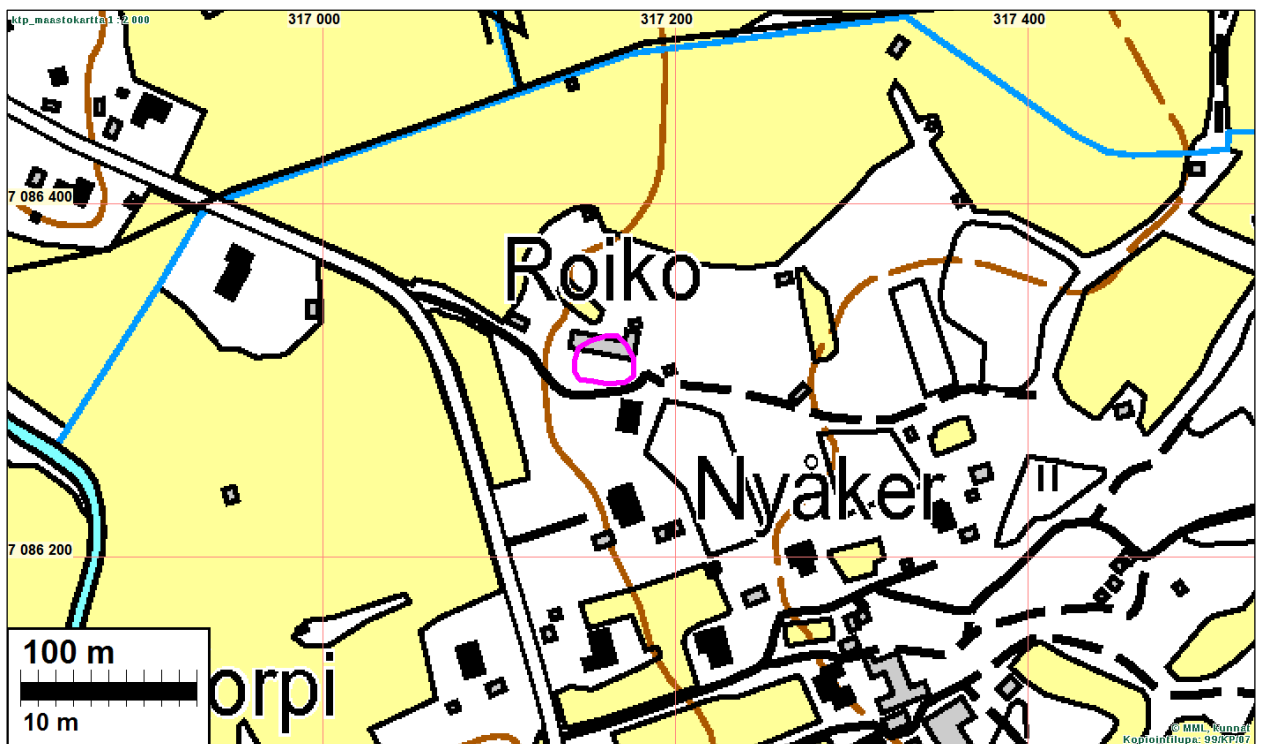 ktp_maastokartta 1 : 2 000
317 000
317 200
317 400
7 086 400
Roiko
Nyåker
II
7 086 200
100 m
10 m
orpi
© MML, kunnat
Kopiointilupa: 99/KP/07